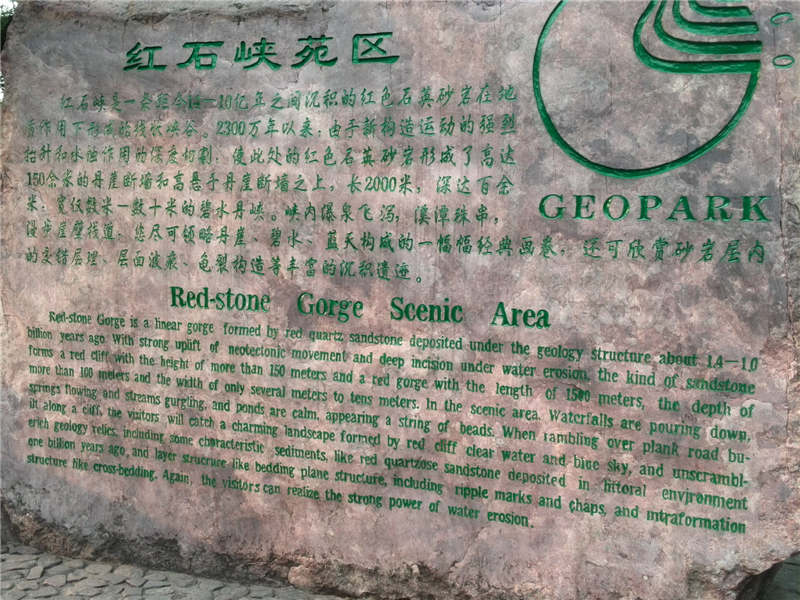 红石峡苑区
红石峡是一条距今14—10亿年之间沉积的红色石英砂岩在地
质作用下形成的线状峡谷。2300万年以来,由于新构造运动的强烈
抬升和水蚀作用的深度切割,使此处的红色石英砂岩形成了高达
150余米的丹崖断墙和高悬于丹崖断墙之上,长2000米,深达百余
米,宽仅数米—数十米的碧水丹峡。峡内瀑泉飞泻,溪潭珠串,
漫步崖壁栈道,您尽可领略丹崖、碧水、蓝天构成的一幅幅经典画卷,还可欣赏砂岩层内
的交错层理、层面波痕、龟裂构造等丰富的沉积遗迹。
GEOPARK
Red-stone Gorge Scenic Area
Red-stone Gorge is a linear gorge formed by red quartz sandstone deposited under the geology structure about 1.4—1.0
billion years ago. With strong uplift of neotectonic movement and deep incision under water erosion, the kind of sandstone
forms a red cliff with the height of more than 150 meters and a red gorge with the length of 1500 meters, the depth of
more than 100 meters and the width of only several meters to tens meters. In the scenic area. Waterfalls are pouring down,
springs flowing and streams gurgling, and ponds are calm, appearing a string of beads. When rambling over plank road bu-
ilt along a cliff, the visitors will catch a charming landscape formed by red cliff clear water and blue sky, and unscrambl-
erich geology relics, including some characteristic sediments, like red quartzose sandstone deposited in littoral envjronment
one billion years ago, and layer strucrure like bedding plane structure, including ripple marks and chaps, and intraformation
structure like cross-bedding. Again, the visitors can realize the strong power of water erosion.